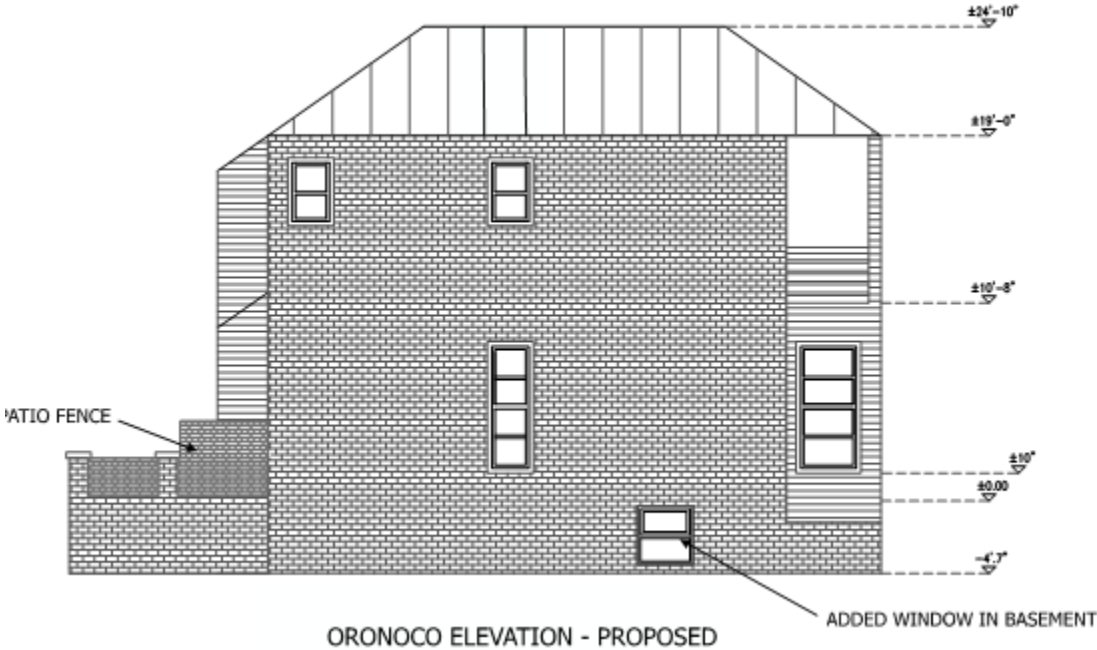 ±24'-10"
±19'-0"
±10'-8"
PATIO FENCE
±10"
±0.00
-4'.7"
ADDED WINDOW IN BASEMENT
ORONOCO ELEVATION - PROPOSED